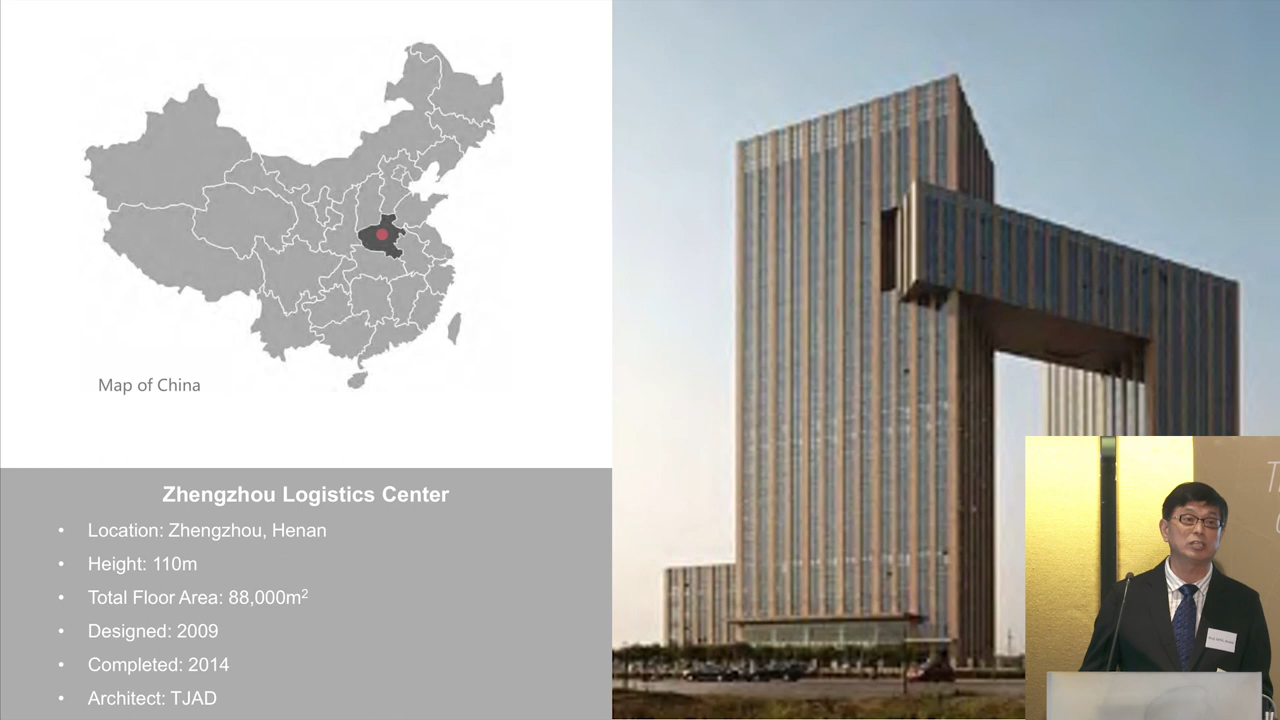 Map of China
Zhengzhou Logistics Center
• Location: Zhengzhou, Henan
• Height: 110m
• Total Floor Area: 88,000m²
• Designed: 2009
• Completed: 2014
• Architect: TJAD